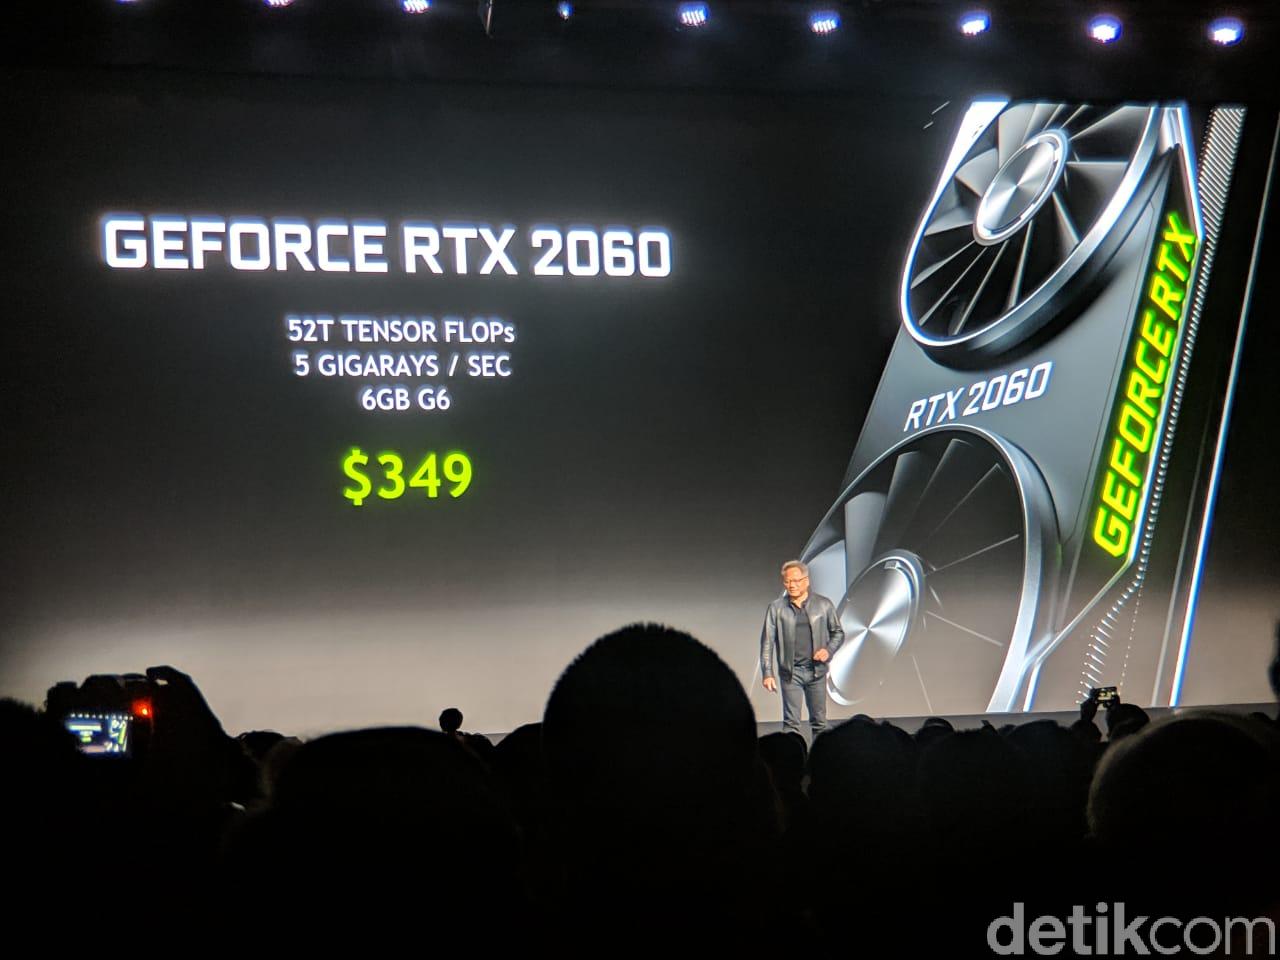 GEFORCE RTX 2060
52T TENSOR FLOPs
5 GIGARAYS / SEC
6GB G6
$349
RTX 2060
GEFORCE RTX
detikcom